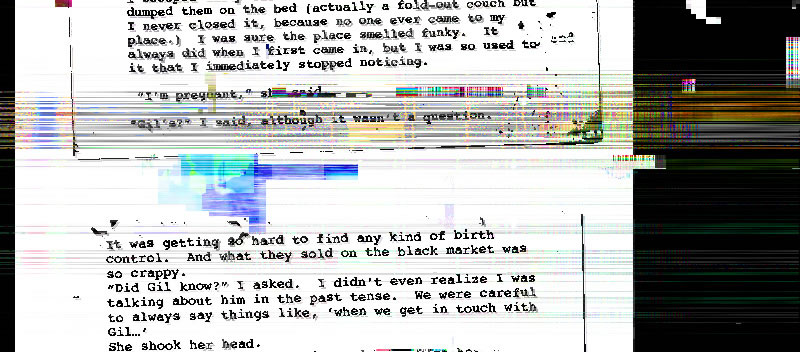 dumped them on the bed (actually a fold-out couch but
I never closed it, because no one ever came to my
place.)  I was sure the place smelled funky.  It
always did when I first came in, but I was so used to
it that I immediately stopped noticing.
"I'm pregnant," she said.
"Gil's?" I said, although it wasn't a question.
It was getting so hard to find any kind of birth
control.  And what they sold on the black market was
so crappy.
"Did Gil know?" I asked.  I didn't even realize I was
talking about him in the past tense.  We were careful
to always say things like, 'when we get in touch with
Gil…'
She shook her head.